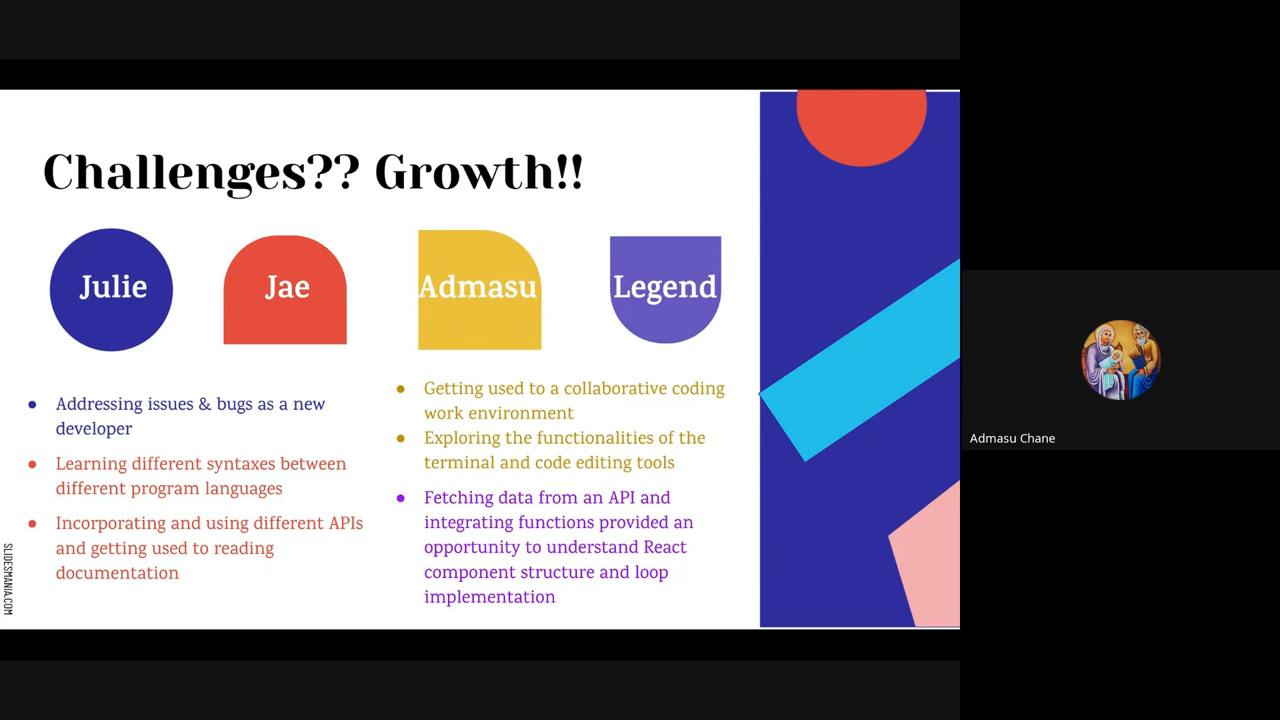 Challenges?? Growth!!
Julie
Jae
Admasu
Legend
Addressing issues & bugs as a new
developer
Learning different syntaxes between
different program languages
Incorporating and using different APIs
and getting used to reading
documentation
Getting used to a collaborative coding
work environment
Exploring the functionalities of the
terminal and code editing tools
Fetching data from an API and
integrating functions provided an
opportunity to understand React
component structure and loop
implementation
SLIDESMANIA.COM
Admasu Chane